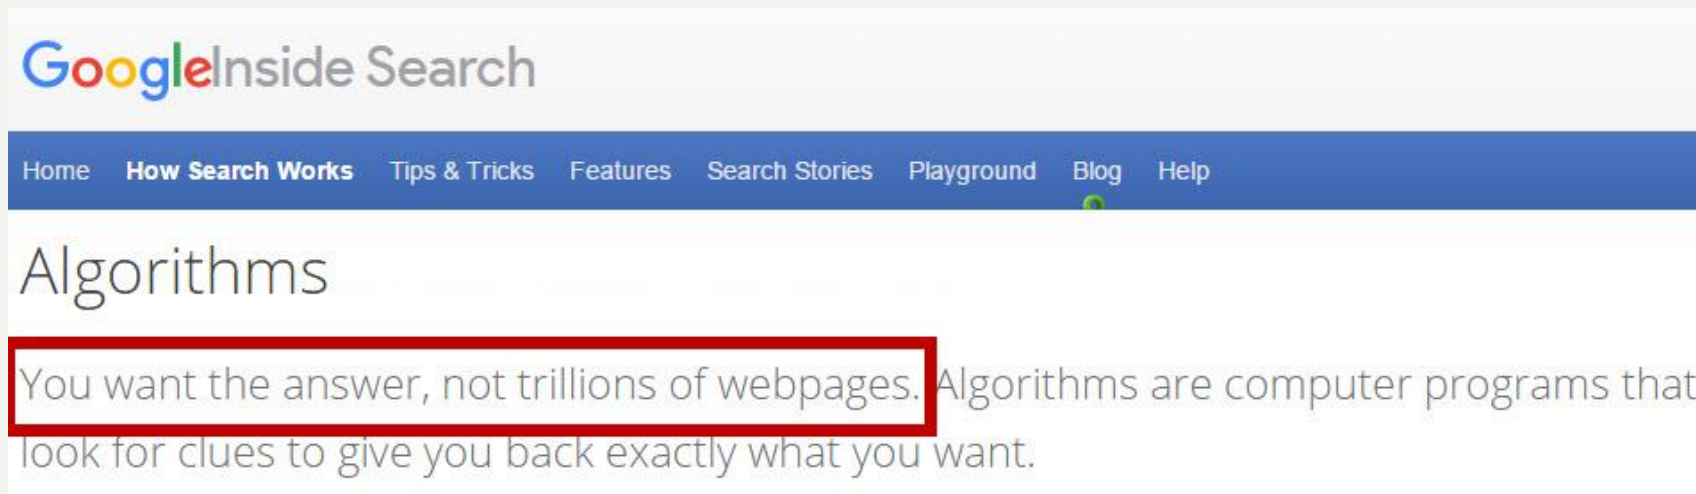 GoogleInside Search
Home How Search Works Tips & Tricks Features Search Stories Playground Blog Help
Algorithms
You want the answer, not trillions of webpages. Algorithms are computer programs that
look for clues to give you back exactly what you want.